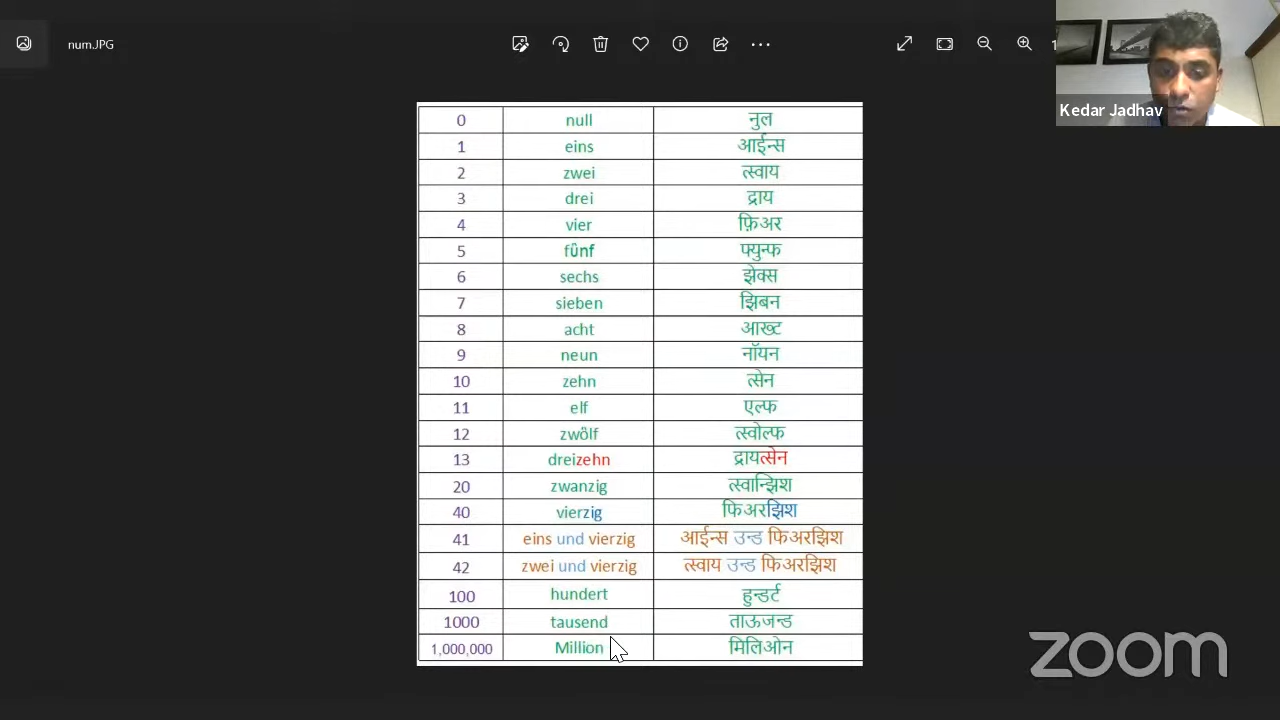 num.JPG
1
Kedar Jadhav
0 null नुल
1 eins आईन्स
2 zwei त्स्वाय
3 drei द्राय
4 vier फ़िअर
5 fünf फ्युन्फ
6 sechs झेक्स
7 sieben झिबन
8 acht आख्ट
9 neun नॉयन
10 zehn त्सेन
11 elf एल्फ
12 zwölf त्स्वोल्फ
13 dreizehn द्रायत्सेन
20 zwanzig त्स्वान्झिश
40 vierzig फिअरझिश
41 eins und vierzig आईन्स उन्ड फिअरझिश
42 zwei und vierzig त्स्वाय उन्ड फिअरझिश
100 hundert हुन्डर्ट
1000 tausend ताऊजन्ड
1,000,000 Million मिलिओन
zoom